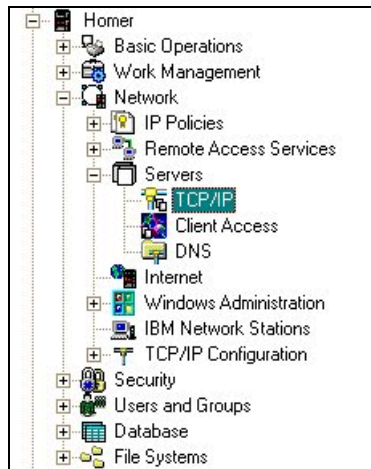 Homer
Basic Operations
Work Management
Network
IP Policies
Remote Access Services
Servers
TCP/IP
Client Access
DNS
Internet
Windows Administration
IBM Network Stations
TCP/IP Configuration
Security
Users and Groups
Database
File Systems